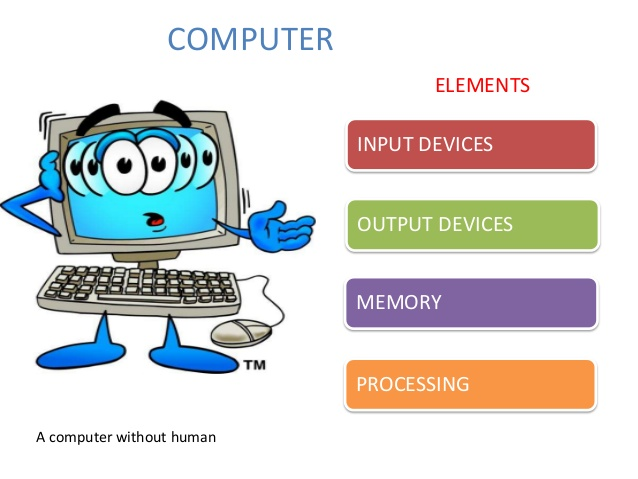 COMPUTER
ELEMENTS
INPUT DEVICES
OUTPUT DEVICES
MEMORY
PROCESSING
TM
A computer without human